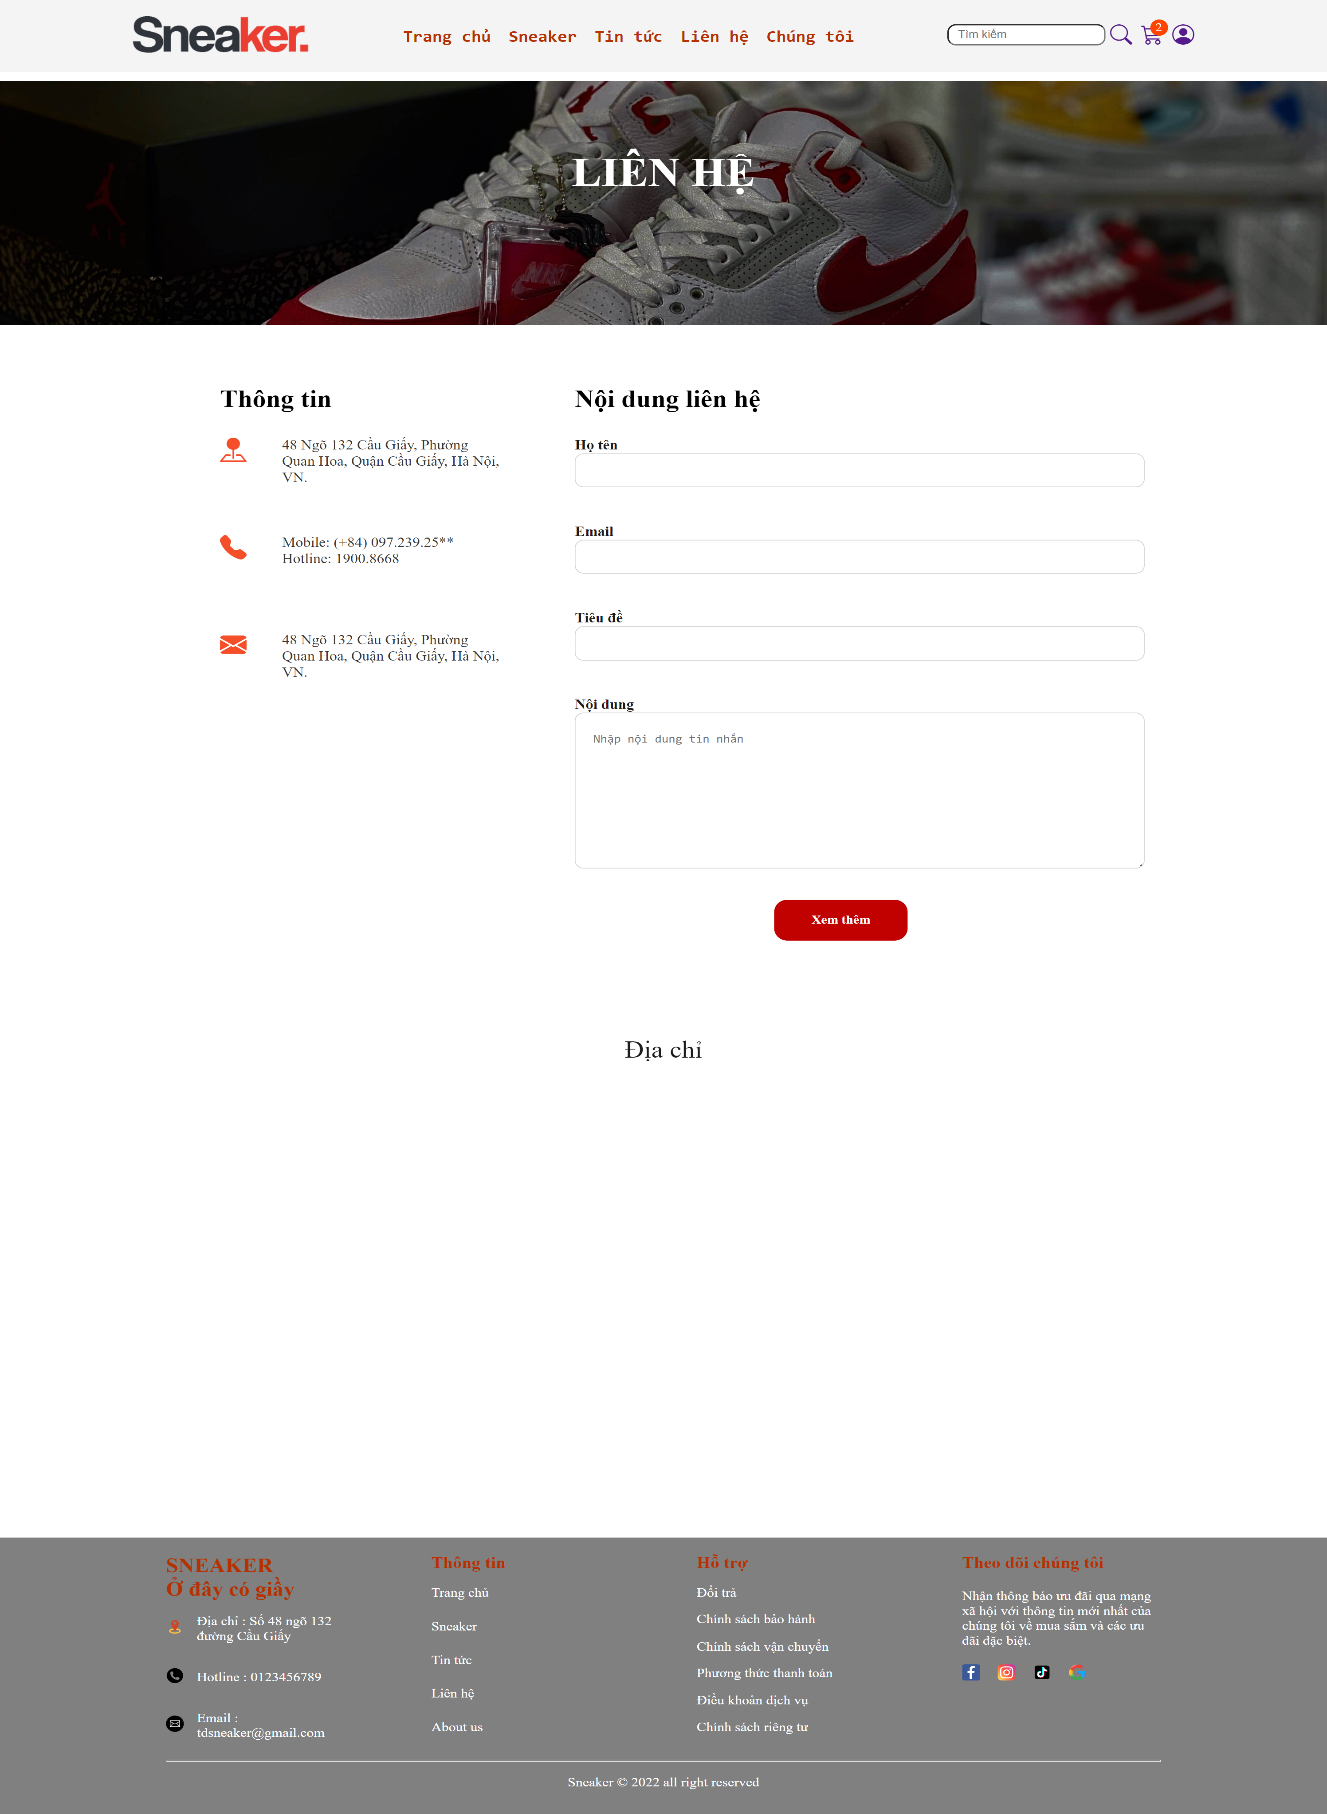 Sneaker.
Trang chủ Sneaker Tin tức Liên hệ Chúng tôi
Tìm kiếm
2
LIÊN HỆ
Thông tin
48 Ngõ 132 Cầu Giấy, Phường
Quan Hoa, Quận Cầu Giấy, Hà Nội,
VN.
Mobile: (+84) 097.239.25**
Hotline: 1900.8668
48 Ngõ 132 Cầu Giấy, Phường
Quan Hoa, Quận Cầu Giấy, Hà Nội,
VN.
Nội dung liên hệ
Họ tên
Email
Tiêu đề
Nội dung
Nhập nội dung tin nhắn
Xem thêm
Địa chỉ
SNEAKER
Ở đây có giầy
Địa chỉ : Số 48 ngõ 132
đường Cầu Giấy
Hotline : 0123456789
Email :
tdsneaker@gmail.com
Thông tin
Trang chủ
Sneaker
Tin tức
Liên hệ
About us
Hỗ trợ
Đổi trả
Chính sách bảo hành
Chính sách vận chuyển
Phương thức thanh toán
Điều khoản dịch vụ
Chính sách riêng tư
Theo dõi chúng tôi
Nhận thông báo ưu đãi qua mạng
xã hội với thông tin mới nhất của
chúng tôi về mua sắm và các ưu
đãi đặc biệt.
Sneaker © 2022 all right reserved